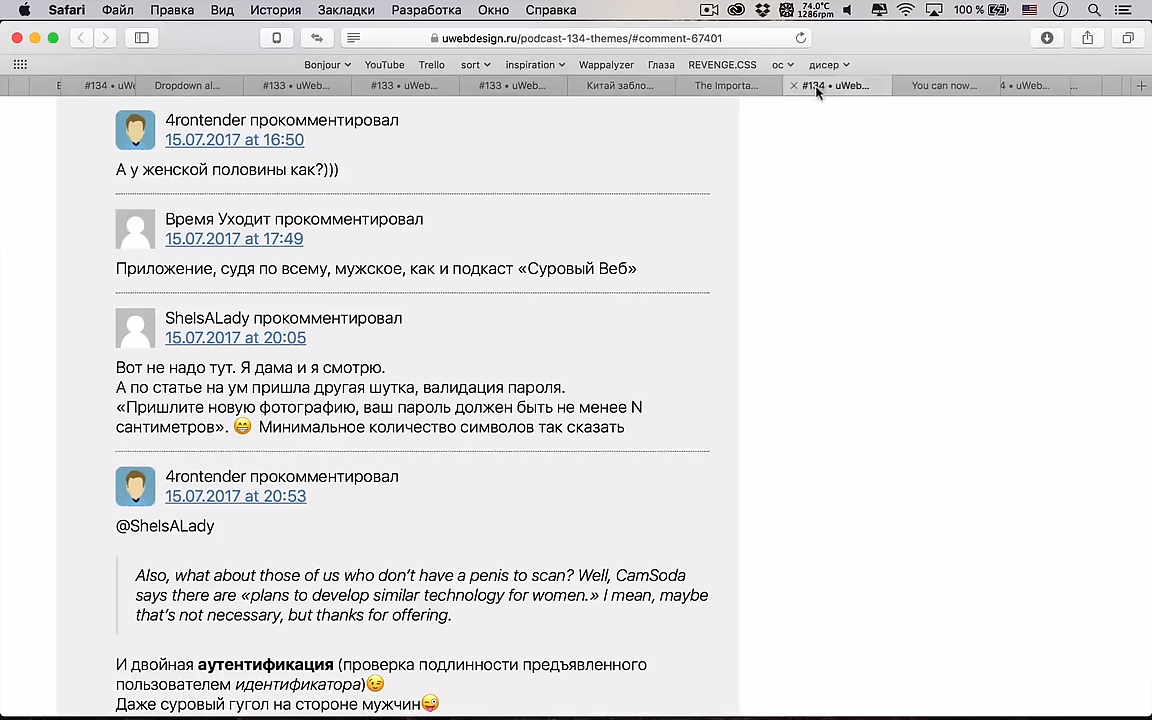 Safari Файл Правка Вид История Закладки Разработка Окно Справка 74.0°C 1286rpm 100 %
uwebdesign.ru/podcast-134-themes/#comment-67401
Bonjour YouTube Trello sort inspiration Wappalyzer Глаза REVENGE.CSS ос дисер
#134 • uWe Dropdown al... #133 • uWeb... #133 • uWeb... #133 • uWeb... Китай забло... The Importa... #134 • uWeb... You can now... 4 • uWeb... ...
4rontender прокомментировал
15.07.2017 at 16:50
А у женской половины как?)))
Время Уходит прокомментировал
15.07.2017 at 17:49
Приложение, судя по всему, мужское, как и подкаст «Суровый Веб»
SheIsALady прокомментировал
15.07.2017 at 20:05
Вот не надо тут. Я дама и я смотрю.
А по статье на ум пришла другая шутка, валидация пароля.
«Пришлите новую фотографию, ваш пароль должен быть не менее N
сантиметров». 😁 Минимальное количество символов так сказать
4rontender прокомментировал
15.07.2017 at 20:53
@SheIsALady
Also, what about those of us who don’t have a penis to scan? Well, CamSoda
says there are «plans to develop similar technology for women.» I mean, maybe
that’s not necessary, but thanks for offering.
И двойная аутентификация (проверка подлинности предъявленного
пользователем идентификатора)😉
Даже суровый гугол на стороне мужчин😜